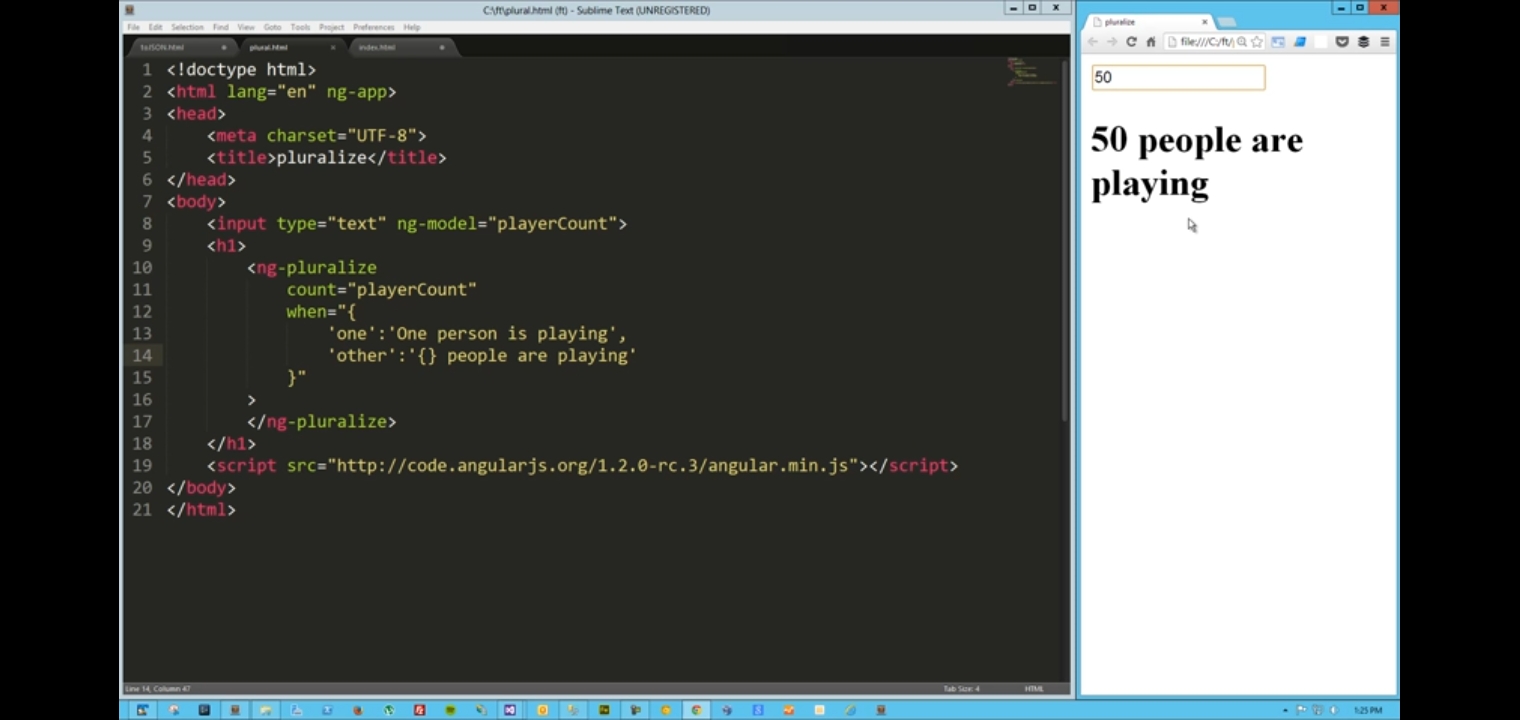 C:\ft\plural.html (ft) - Sublime Text (UNREGISTERED)
File Edit Selection Find View Goto Tools Project Preferences Help
toJSON.html plural.html index.html
1 <!doctype html>
2 <html lang="en" ng-app>
3 <head>
4 <meta charset="UTF-8">
5 <title>pluralize</title>
6 </head>
7 <body>
8 <input type="text" ng-model="playerCount">
9 <h1>
10 <ng-pluralize
11 count="playerCount"
12 when="{
13 'one':'One person is playing',
14 'other':'{} people are playing'
15 }"
16 >
17 </ng-pluralize>
18 </h1>
19 <script src="http://code.angularjs.org/1.2.0-rc.3/angular.min.js"></script>
20 </body>
21 </html>
Line 14, Column 47
Tab Size: 4 HTML
pluralize
file:///C:/ft/
50
50 people are
playing
1:25 PM